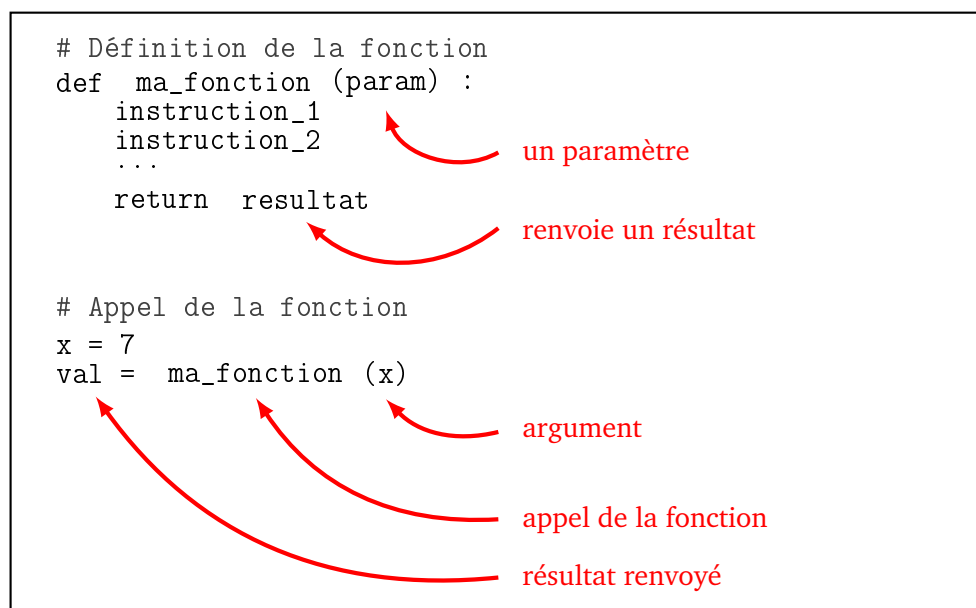 # Définition de la fonction
def ma_fonction (param) :
instruction_1
instruction_2
...
un paramètre
return resultat
renvoie un résultat
# Appel de la fonction
x = 7
val = ma_fonction (x)
argument
appel de la fonction
résultat renvoyé